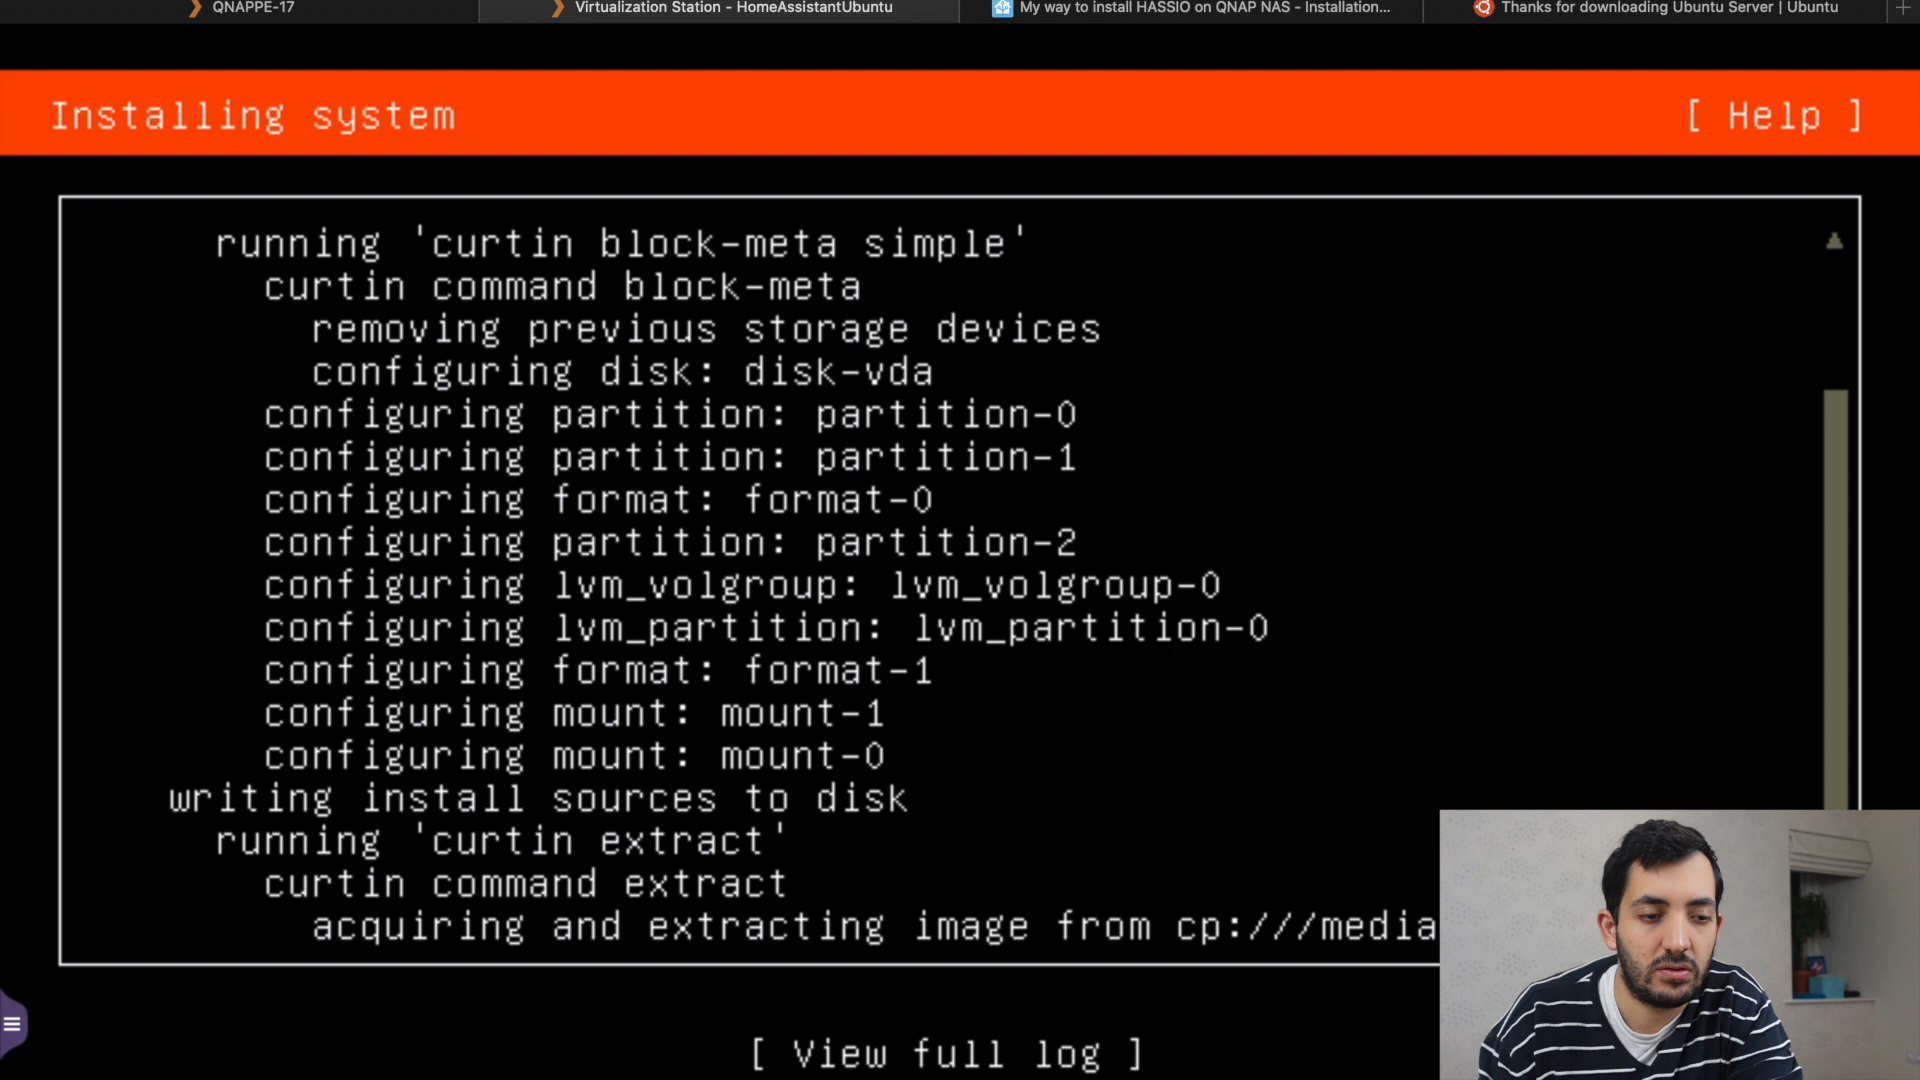 QNAPPE-17
Virtualization Station - HomeAssistantUbuntu
My way to install HASSIO on QNAP NAS - Installation...
Thanks for downloading Ubuntu Server | Ubuntu
Installing system
[ Help ]
running 'curtin block-meta simple'
curtin command block-meta
removing previous storage devices
configuring disk: disk-vda
configuring partition: partition-0
configuring partition: partition-1
configuring format: format-0
configuring partition: partition-2
configuring lvm_volgroup: lvm_volgroup-0
configuring lvm_partition: lvm_partition-0
configuring format: format-1
configuring mount: mount-1
configuring mount: mount-0
writing install sources to disk
running 'curtin extract'
curtin command extract
acquiring and extracting image from cp:///media
[ View full log ]